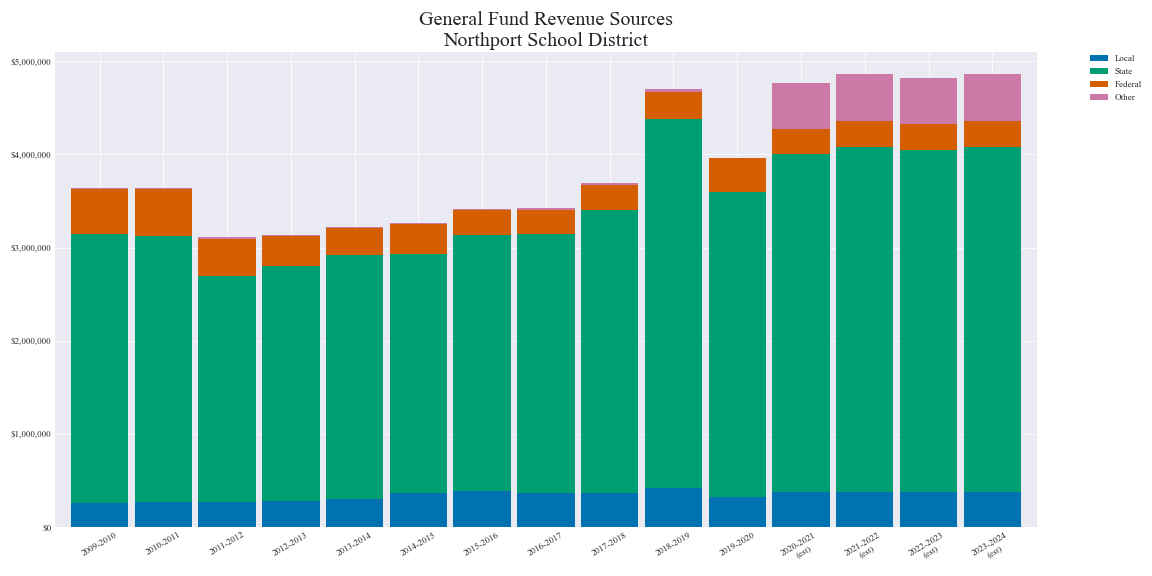 General Fund Revenue Sources
Northport School District
Local
State
Federal
Other
$5,000,000
$4,000,000
$3,000,000
$2,000,000
$1,000,000
$0
2009-2010
2010-2011
2011-2012
2012-2013
2013-2014
2014-2015
2015-2016
2016-2017
2017-2018
2018-2019
2019-2020
2020-2021
(est)
2021-2022
(est)
2022-2023
(est)
2023-2024
(est)